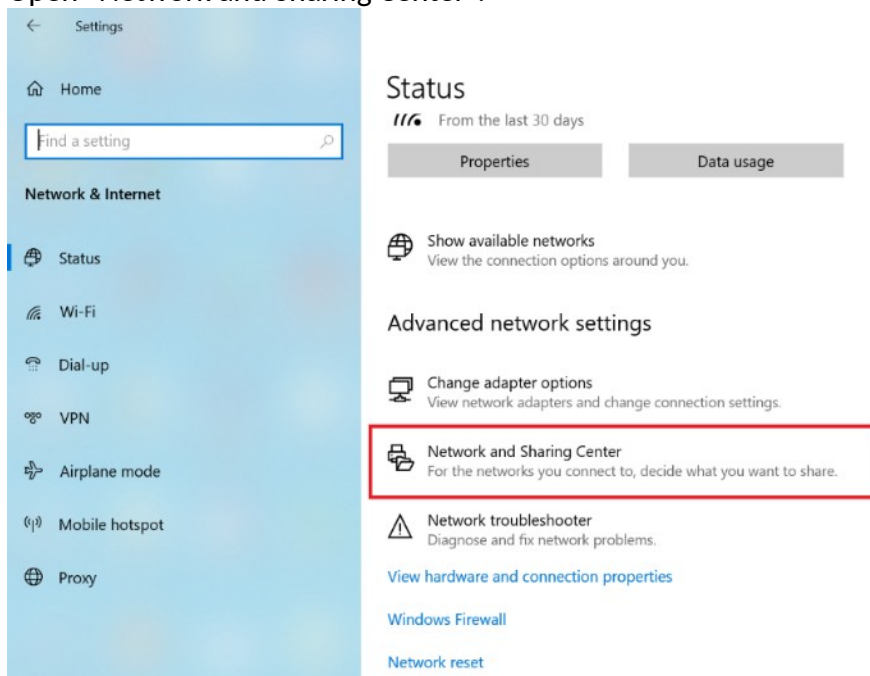 Open "Network and Sharing Center".
Settings
Home
Find a setting
Network & Internet
Status
Wi-Fi
Dial-up
VPN
Airplane mode
Mobile hotspot
Proxy
Status
From the last 30 days
Properties
Data usage
Show available networks
View the connection options around you.
Advanced network settings
Change adapter options
View network adapters and change connection settings.
Network and Sharing Center
For the networks you connect to, decide what you want to share.
Network troubleshooter
Diagnose and fix network problems.
View hardware and connection properties
Windows Firewall
Network reset